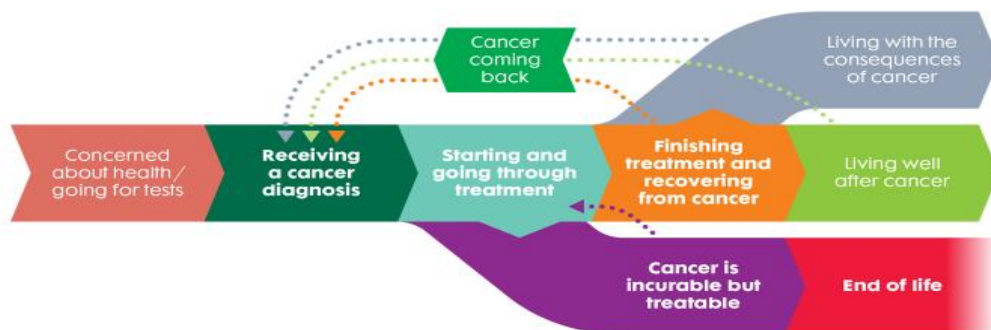 Cancer
coming
back
Living with the
consequences
of cancer
Concerned
about health/
going for tests
Receiving
a cancer
diagnosis
Starting and
going through
treatment
Finishing
treatment and
recovering
from cancer
Living well
after cancer
Cancer is
incurable but
treatable
End of life